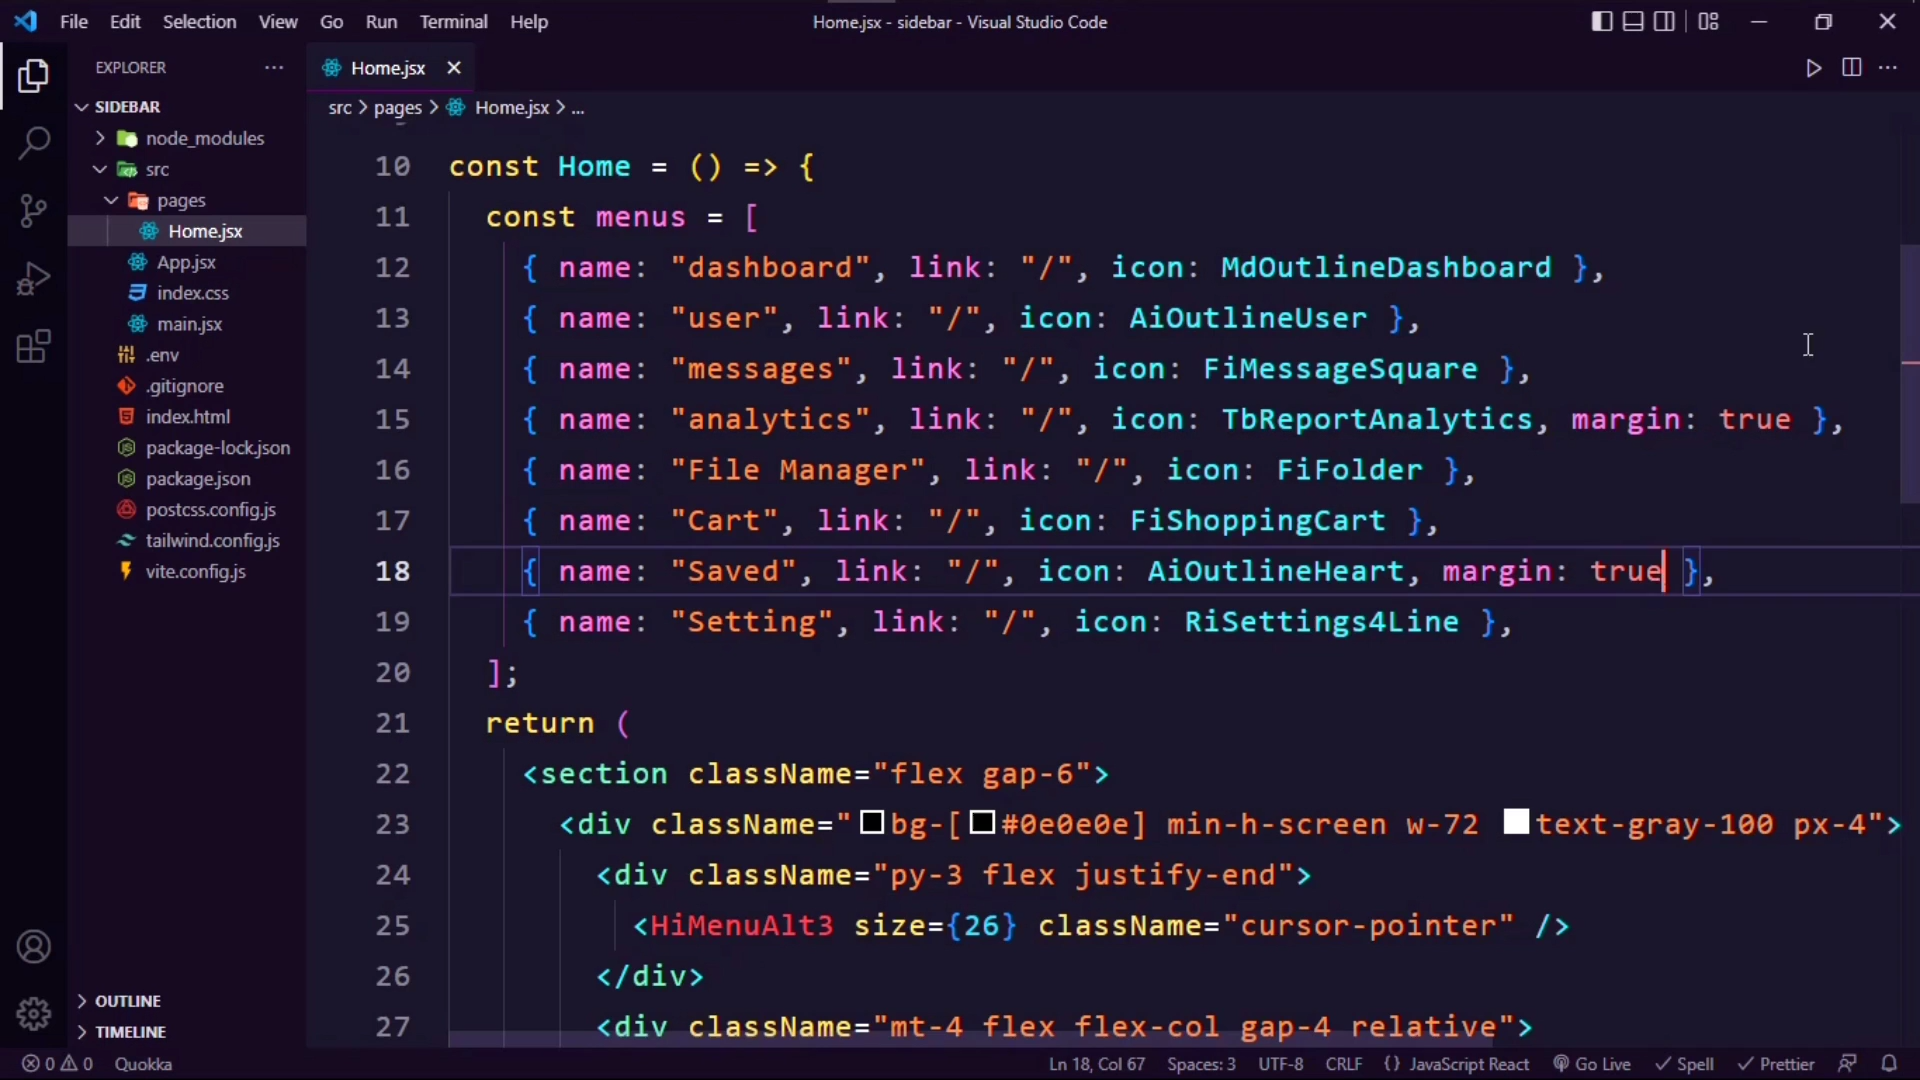 File Edit Selection View Go Run Terminal Help
Home.jsx - sidebar - Visual Studio Code
EXPLORER
SIDEBAR
node_modules
src
pages
Home.jsx
App.jsx
index.css
main.jsx
.env
.gitignore
index.html
package-lock.json
package.json
postcss.config.js
tailwind.config.js
vite.config.js
OUTLINE
TIMELINE
Home.jsx
src > pages > Home.jsx > ...
10 const Home = () => {
11 const menus = [
12 { name: "dashboard", link: "/", icon: MdOutlineDashboard },
13 { name: "user", link: "/", icon: AiOutlineUser },
14 { name: "messages", link: "/", icon: FiMessageSquare },
15 { name: "analytics", link: "/", icon: TbReportAnalytics, margin: true },
16 { name: "File Manager", link: "/", icon: FiFolder },
17 { name: "Cart", link: "/", icon: FiShoppingCart },
18 { name: "Saved", link: "/", icon: AiOutlineHeart, margin: true },
19 { name: "Setting", link: "/", icon: RiSettings4Line },
20 ];
21 return (
22 <section className="flex gap-6">
23 <div className="bg-[#0e0e0e] min-h-screen w-72 text-gray-100 px-4">
24 <div className="py-3 flex justify-end">
25 <HiMenuAlt3 size={26} className="cursor-pointer" />
26 </div>
27 <div className="mt-4 flex flex-col gap-4 relative">
0 0 Quokka
Ln 18, Col 67 Spaces: 3 UTF-8 CRLF {} JavaScript React Go Live Spell Prettier